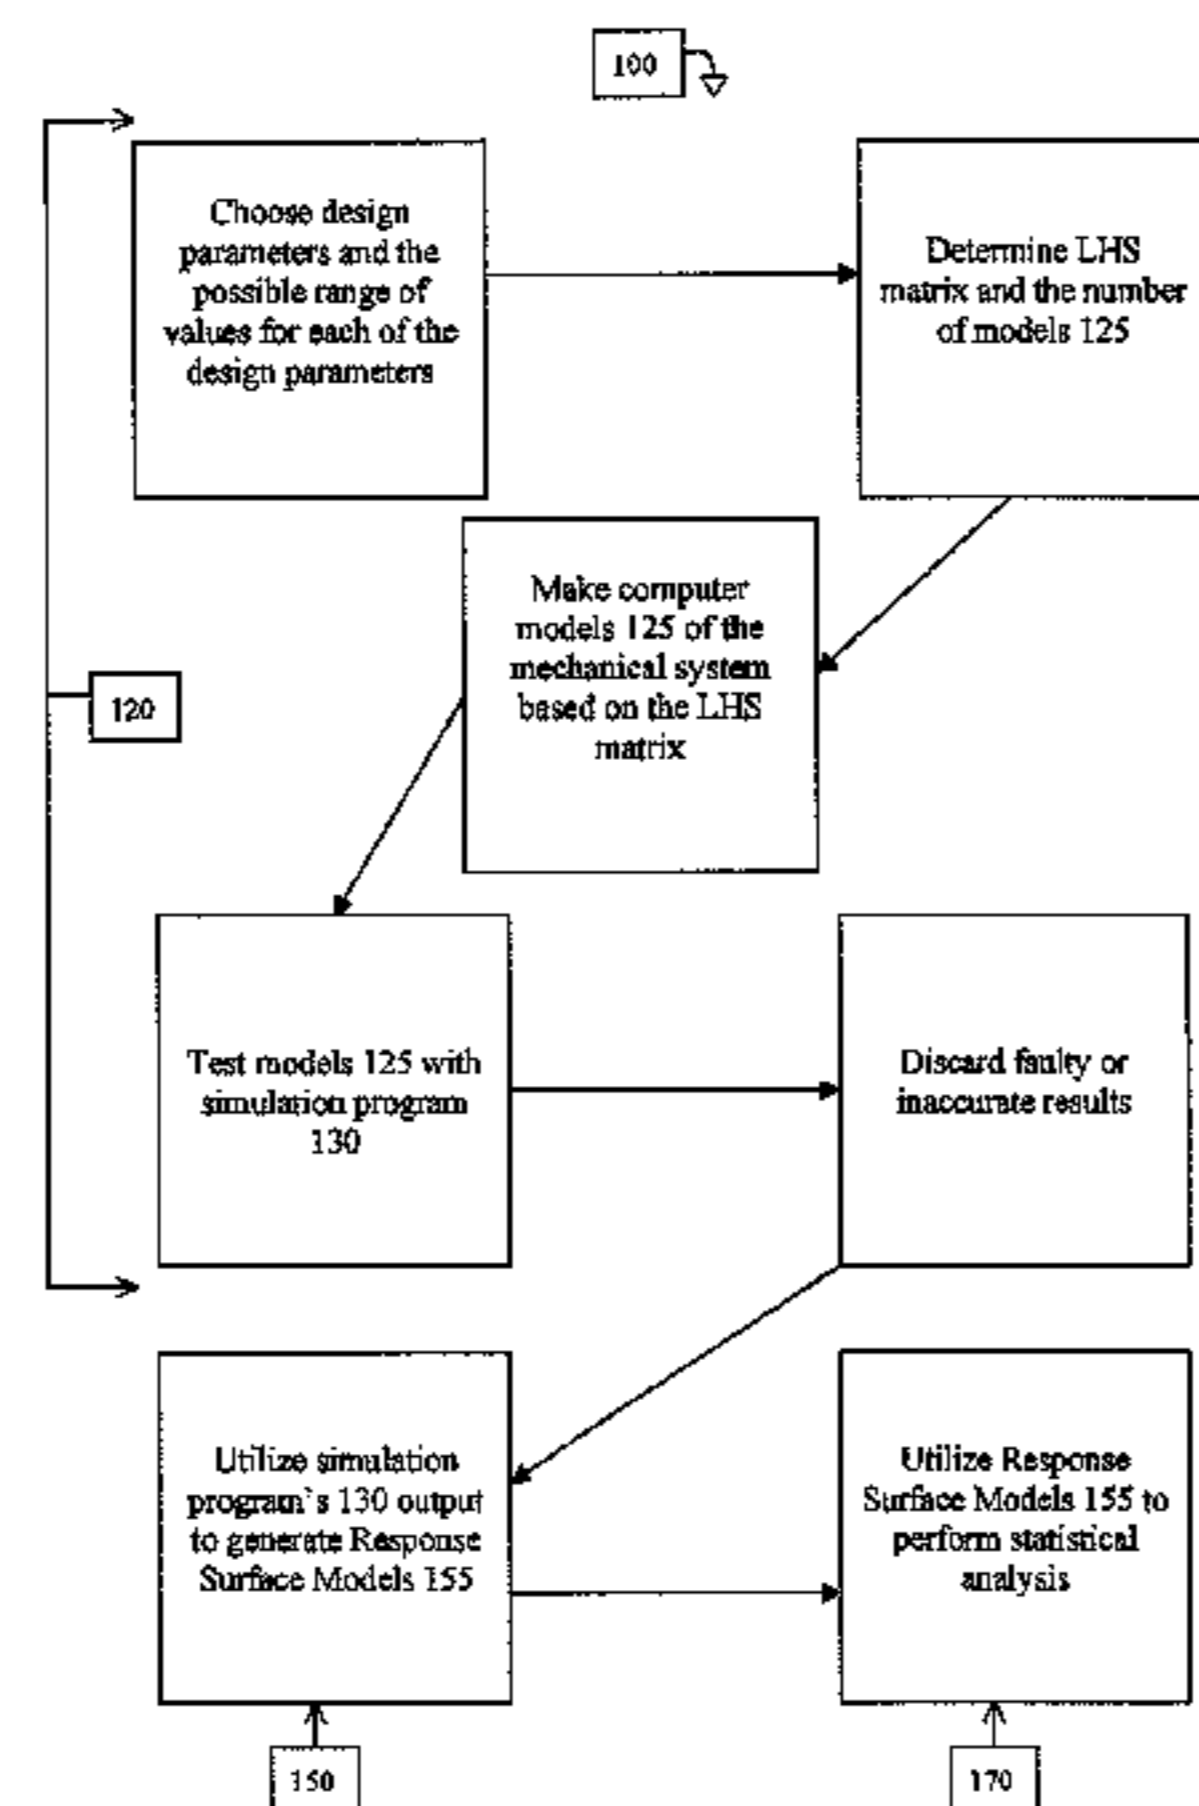 100
Choose design
parameters and the
possible range of
values for each of the
design parameters
Determine LHS
matrix and the number
of models 125
Make computer
models 125 of the
mechanical system
based on the LHS
matrix
120
Test models 125 with
simulation program
130
Discard faulty or
inaccurate results
Utilize simulation
program's 130 output
to generate Response
Surface Models 155
Utilize Response
Surface Models 155 to
perform statistical
analysis
150
170